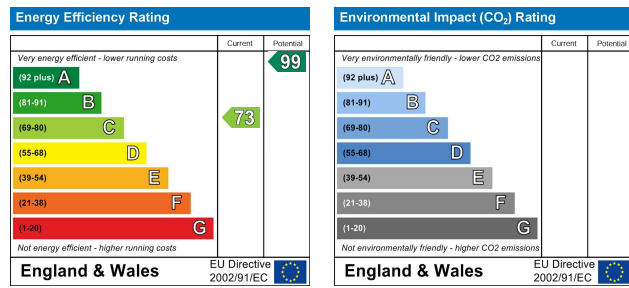 Energy Efficiency Rating
Current Potential
Very energy efficient - lower running costs
(92 plus) A
(81-91) B
(69-80) C
(55-68) D
(39-54) E
(21-38) F
(1-20) G
99
73
Not energy efficient - higher running costs
England & Wales
EU Directive
2002/91/EC
Environmental Impact (CO₂) Rating
Current Potential
Very environmentally friendly - lower CO2 emissions
(92 plus) A
(81-91) B
(69-80) C
(55-68) D
(39-54) E
(21-38) F
(1-20) G
Not environmentally friendly - higher CO2 emissions
England & Wales
EU Directive
2002/91/EC